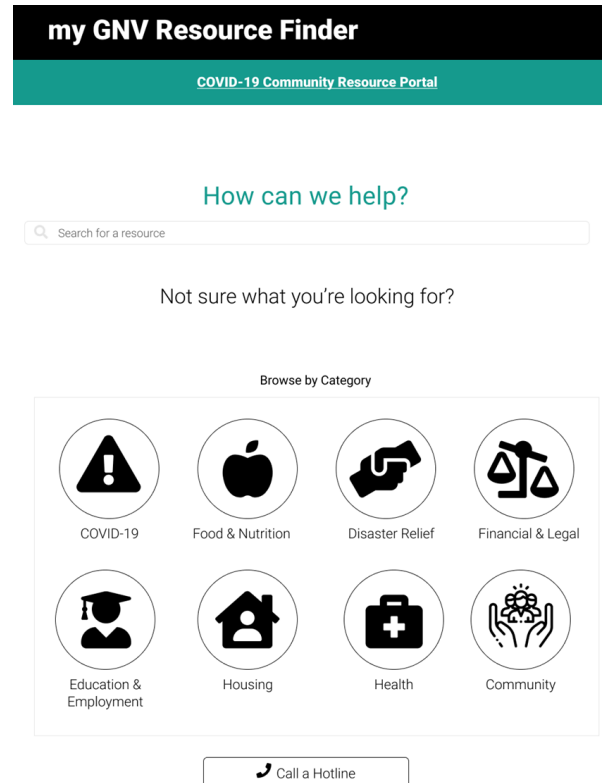 my GNV Resource Finder
COVID-19 Community Resource Portal
How can we help?
Search for a resource
Not sure what you're looking for?
Browse by Category
COVID-19
Food & Nutrition
Disaster Relief
Financial & Legal
Education &
Employment
Housing
Health
Community
Call a Hotline